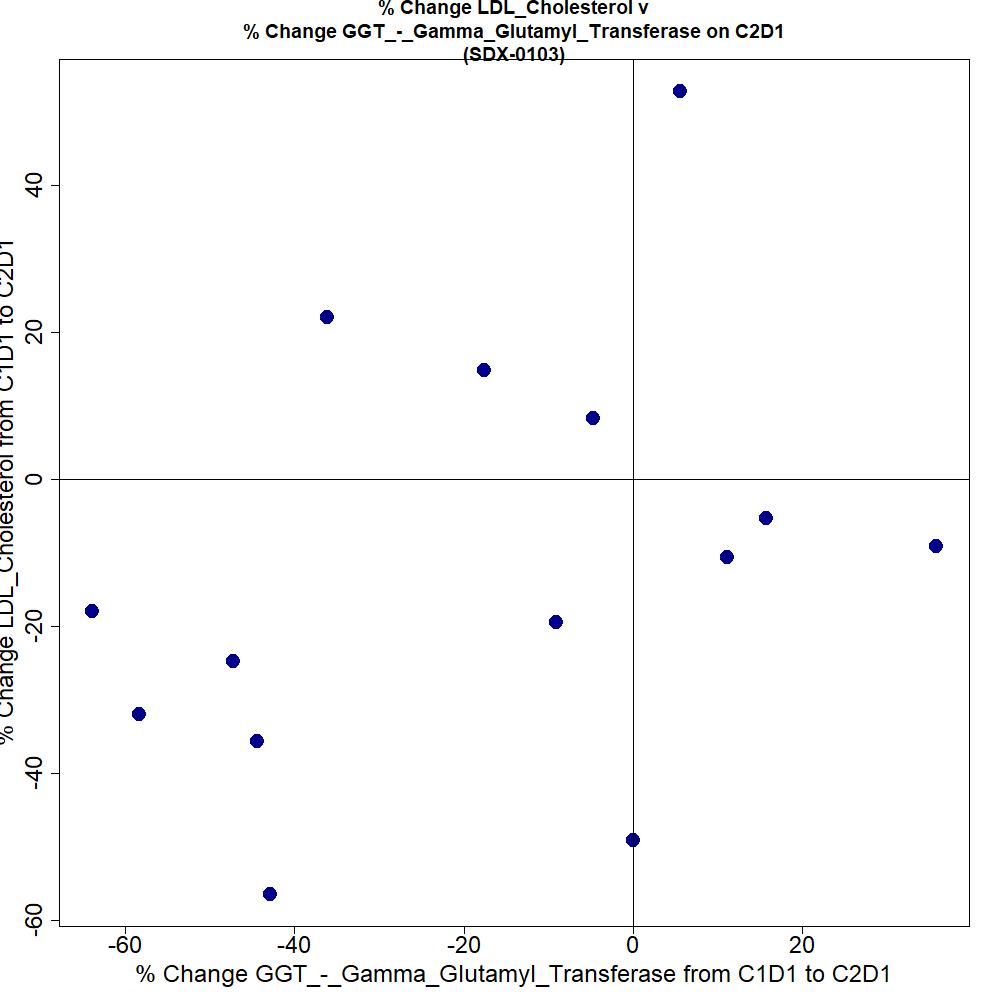 % Change LDL_Cholesterol v
% Change GGT_-_Gamma_Glutamyl_Transferase on C2D1
(SDX-0103)
% Change LDL_Cholesterol from C1D1 to C2D1
40
20
0
-20
-40
-60
-60
-40
-20
0
20
% Change GGT_-_Gamma_Glutamyl_Transferase from C1D1 to C2D1